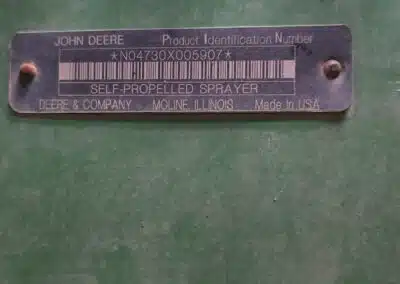 JOHN DEERE Product Identification Number
*N04730X005907*
SELF-PROPELLED SPRAYER
DEERE & COMPANY MOLINE, ILLINOIS Made In USA